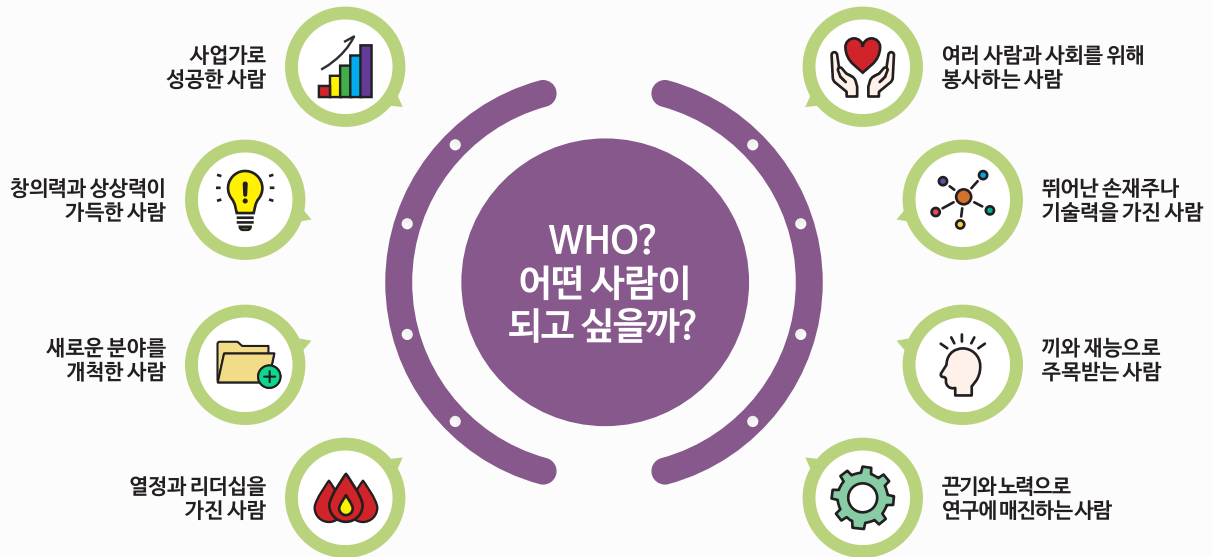 사업가로
성공한 사람
창의력과 상상력이
가득한 사람
새로운 분야를
개척한 사람
열정과 리더십을
가진 사람
WHO?
어떤 사람이
되고 싶을까?
여러 사람과 사회를 위해
봉사하는 사람
뛰어난 손재주나
기술력을 가진 사람
끼와 재능으로
주목받는 사람
끈기와 노력으로
연구에 매진하는 사람